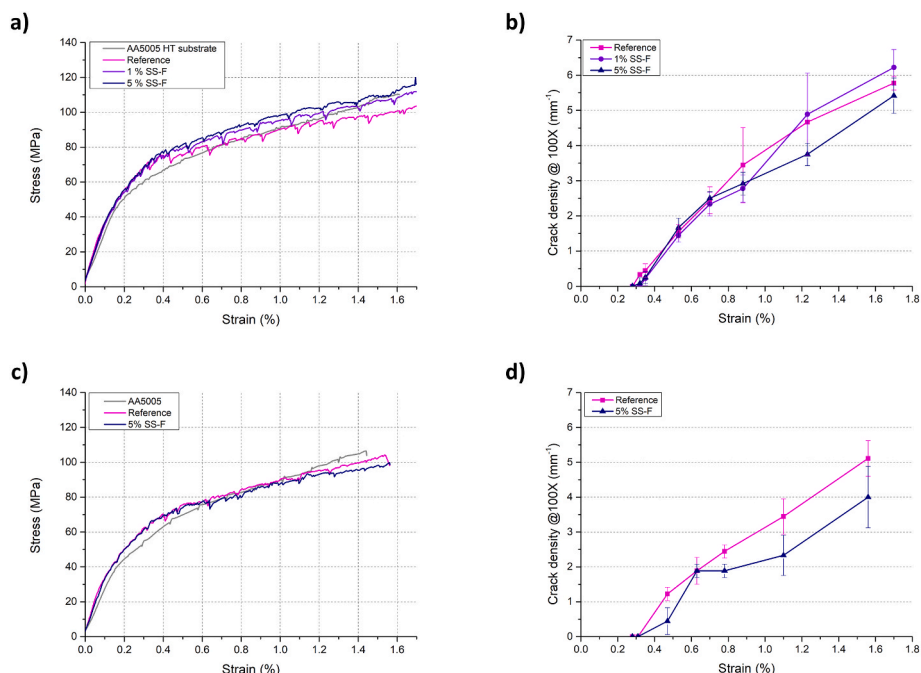 a)
140
120
100
80
60
40
20
0
Stress (MPa)
AA5005 HT substrate
Reference
1 % SS-F
5 % SS-F
0.0 0.2 0.4 0.6 0.8 1.0 1.2 1.4 1.6
Strain (%)
b)
7
6
5
4
3
2
1
0
Crack density @ 100X (mm⁻¹)
Reference
1% SS-F
5% SS-F
0.0 0.2 0.4 0.6 0.8 1.0 1.2 1.4 1.6 1.8
Strain (%)
c)
140
120
100
80
60
40
20
0
Stress (MPa)
AA5005
Reference
5% SS-F
0.0 0.2 0.4 0.6 0.8 1.0 1.2 1.4 1.6
Strain (%)
d)
7
6
5
4
3
2
1
0
Crack density @100X (mm⁻¹)
Reference
5% SS-F
0.0 0.2 0.4 0.6 0.8 1.0 1.2 1.4 1.6 1.8
Strain (%)